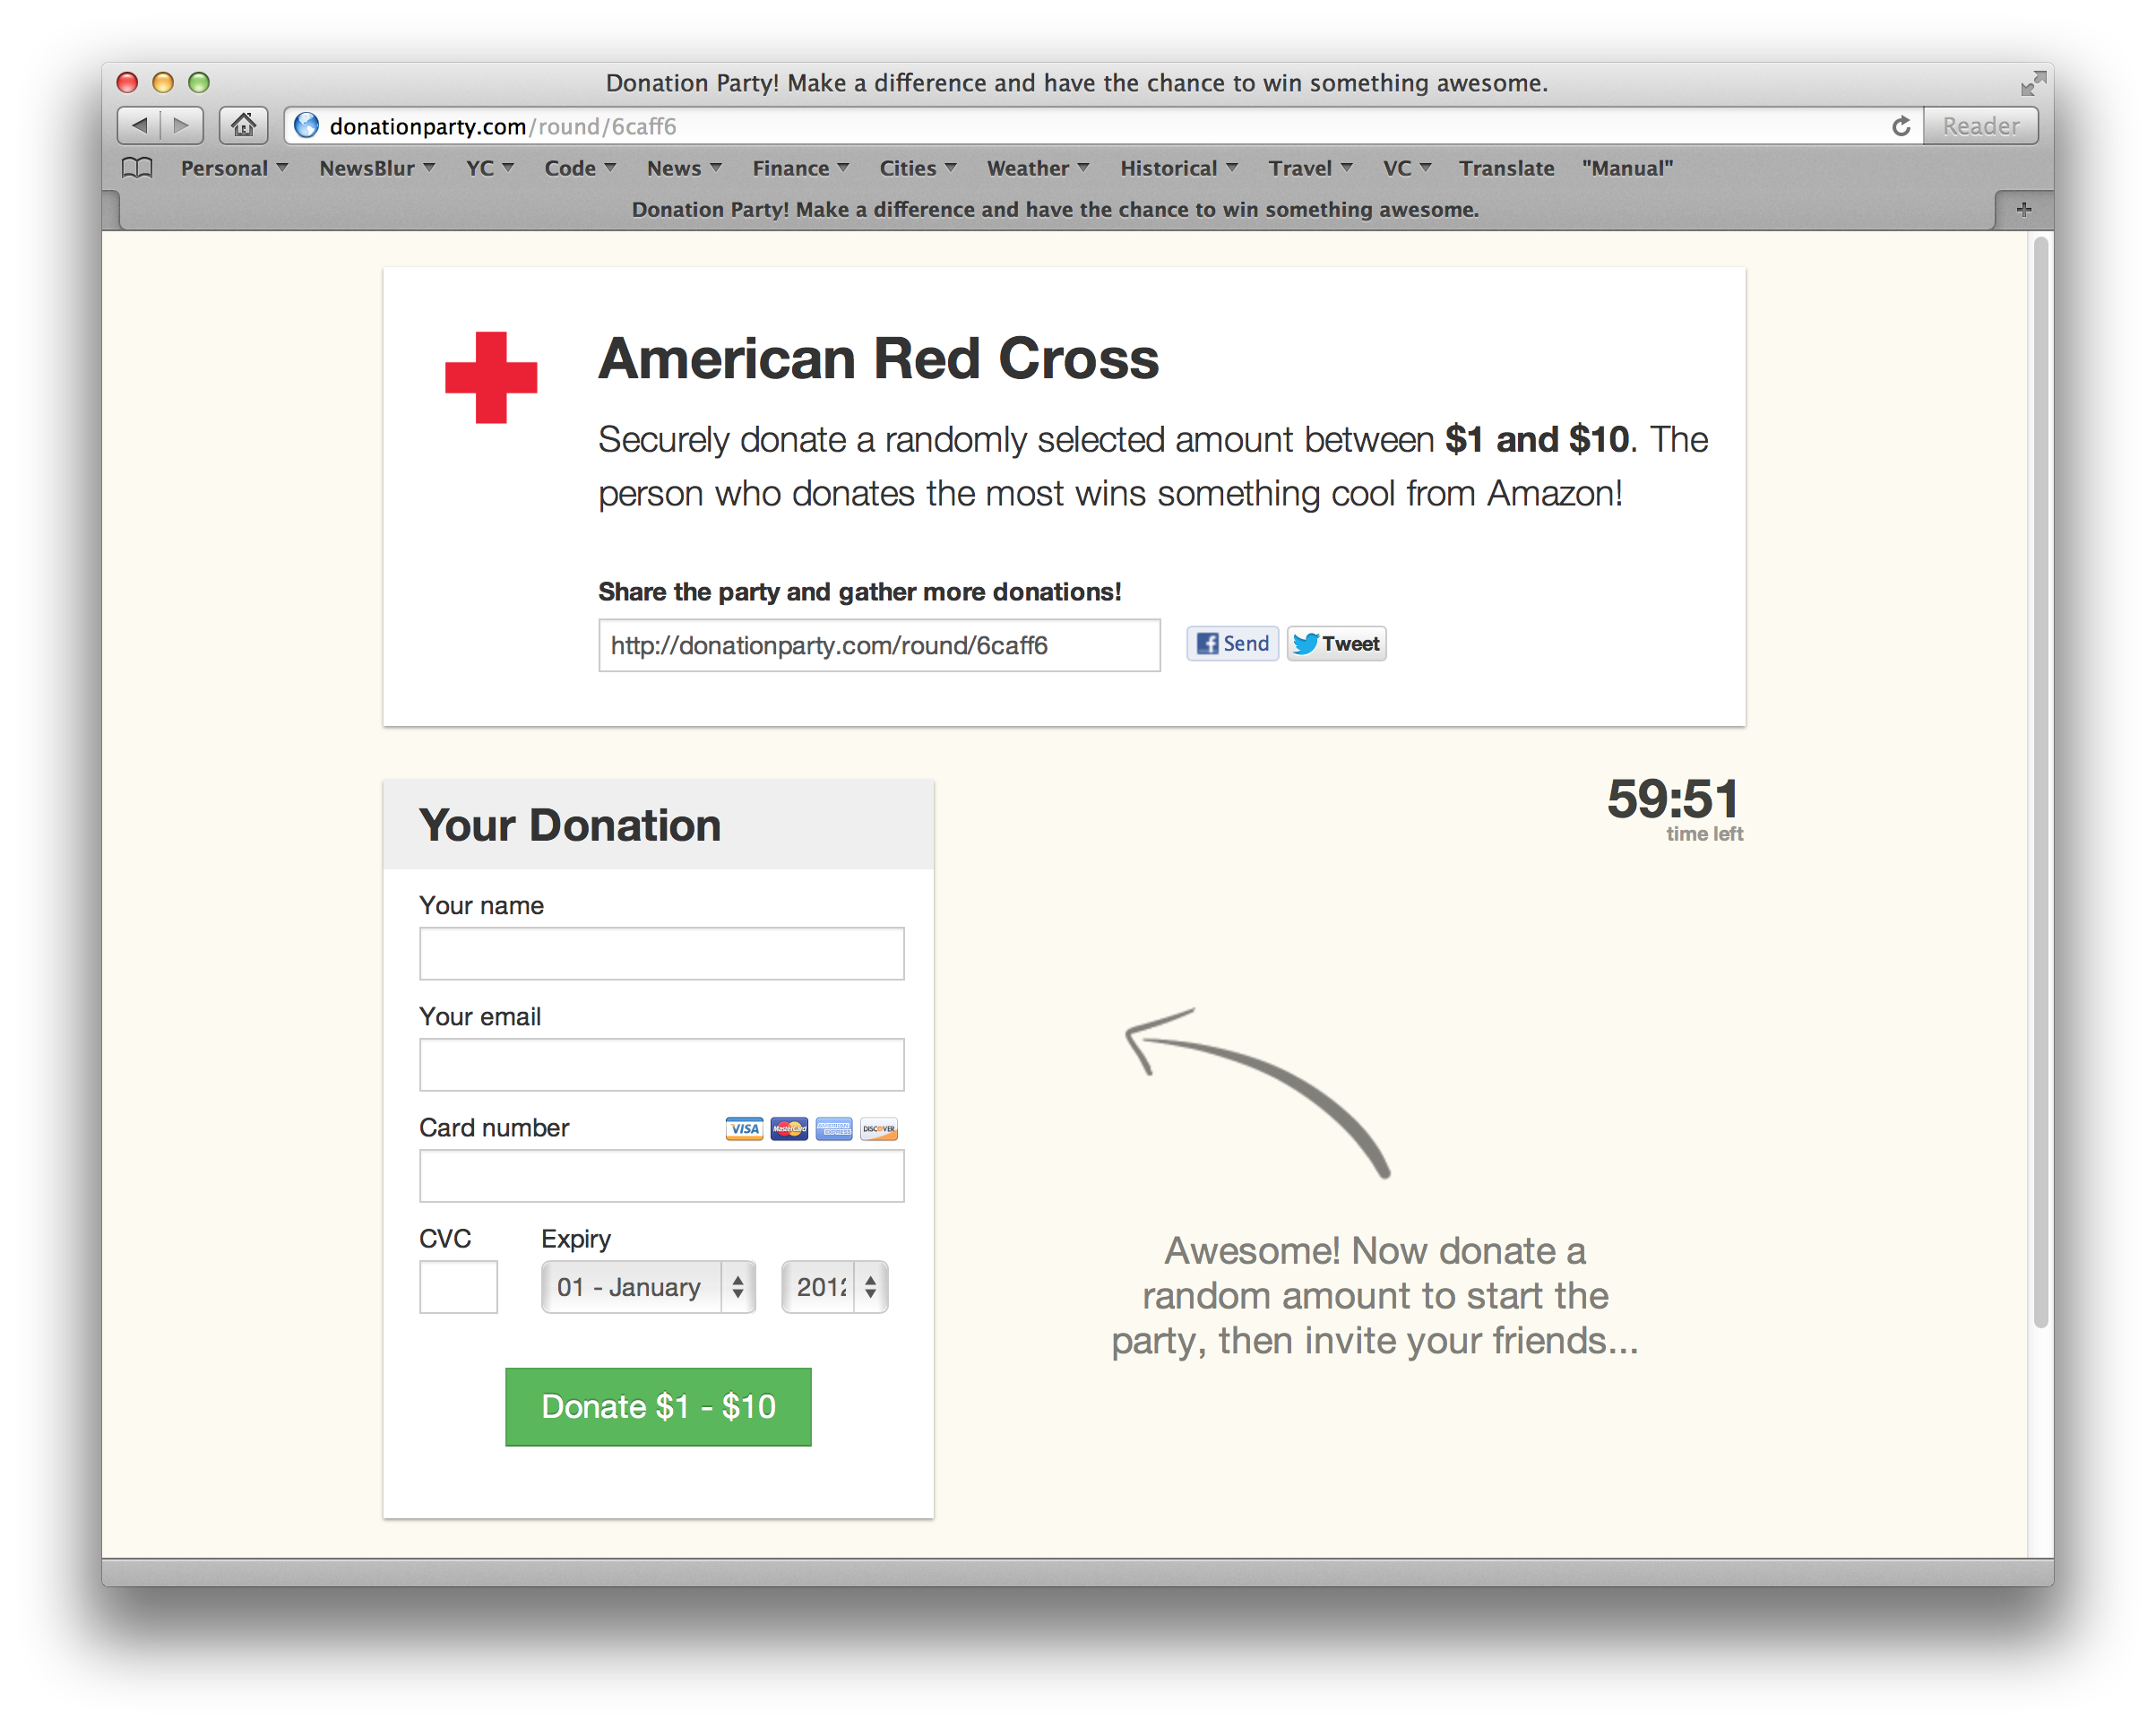 Donation Party! Make a difference and have the chance to win something awesome.
donationparty.com/round/6caff6
Reader
Personal NewsBlur YC Code News Finance Cities Weather Historical Travel VC Translate "Manual"
Donation Party! Make a difference and have the chance to win something awesome.
American Red Cross
Securely donate a randomly selected amount between $1 and $10. The
person who donates the most wins something cool from Amazon!
Share the party and gather more donations!
http://donationparty.com/round/6caff6
Send
Tweet
59:51
time left
Your Donation
Your name
Your email
Card number
VISA MasterCard AMERICAN EXPRESS DISCOVER
CVC Expiry
01 - January 2012
Donate $1 - $10
Awesome! Now donate a
random amount to start the
party, then invite your friends...